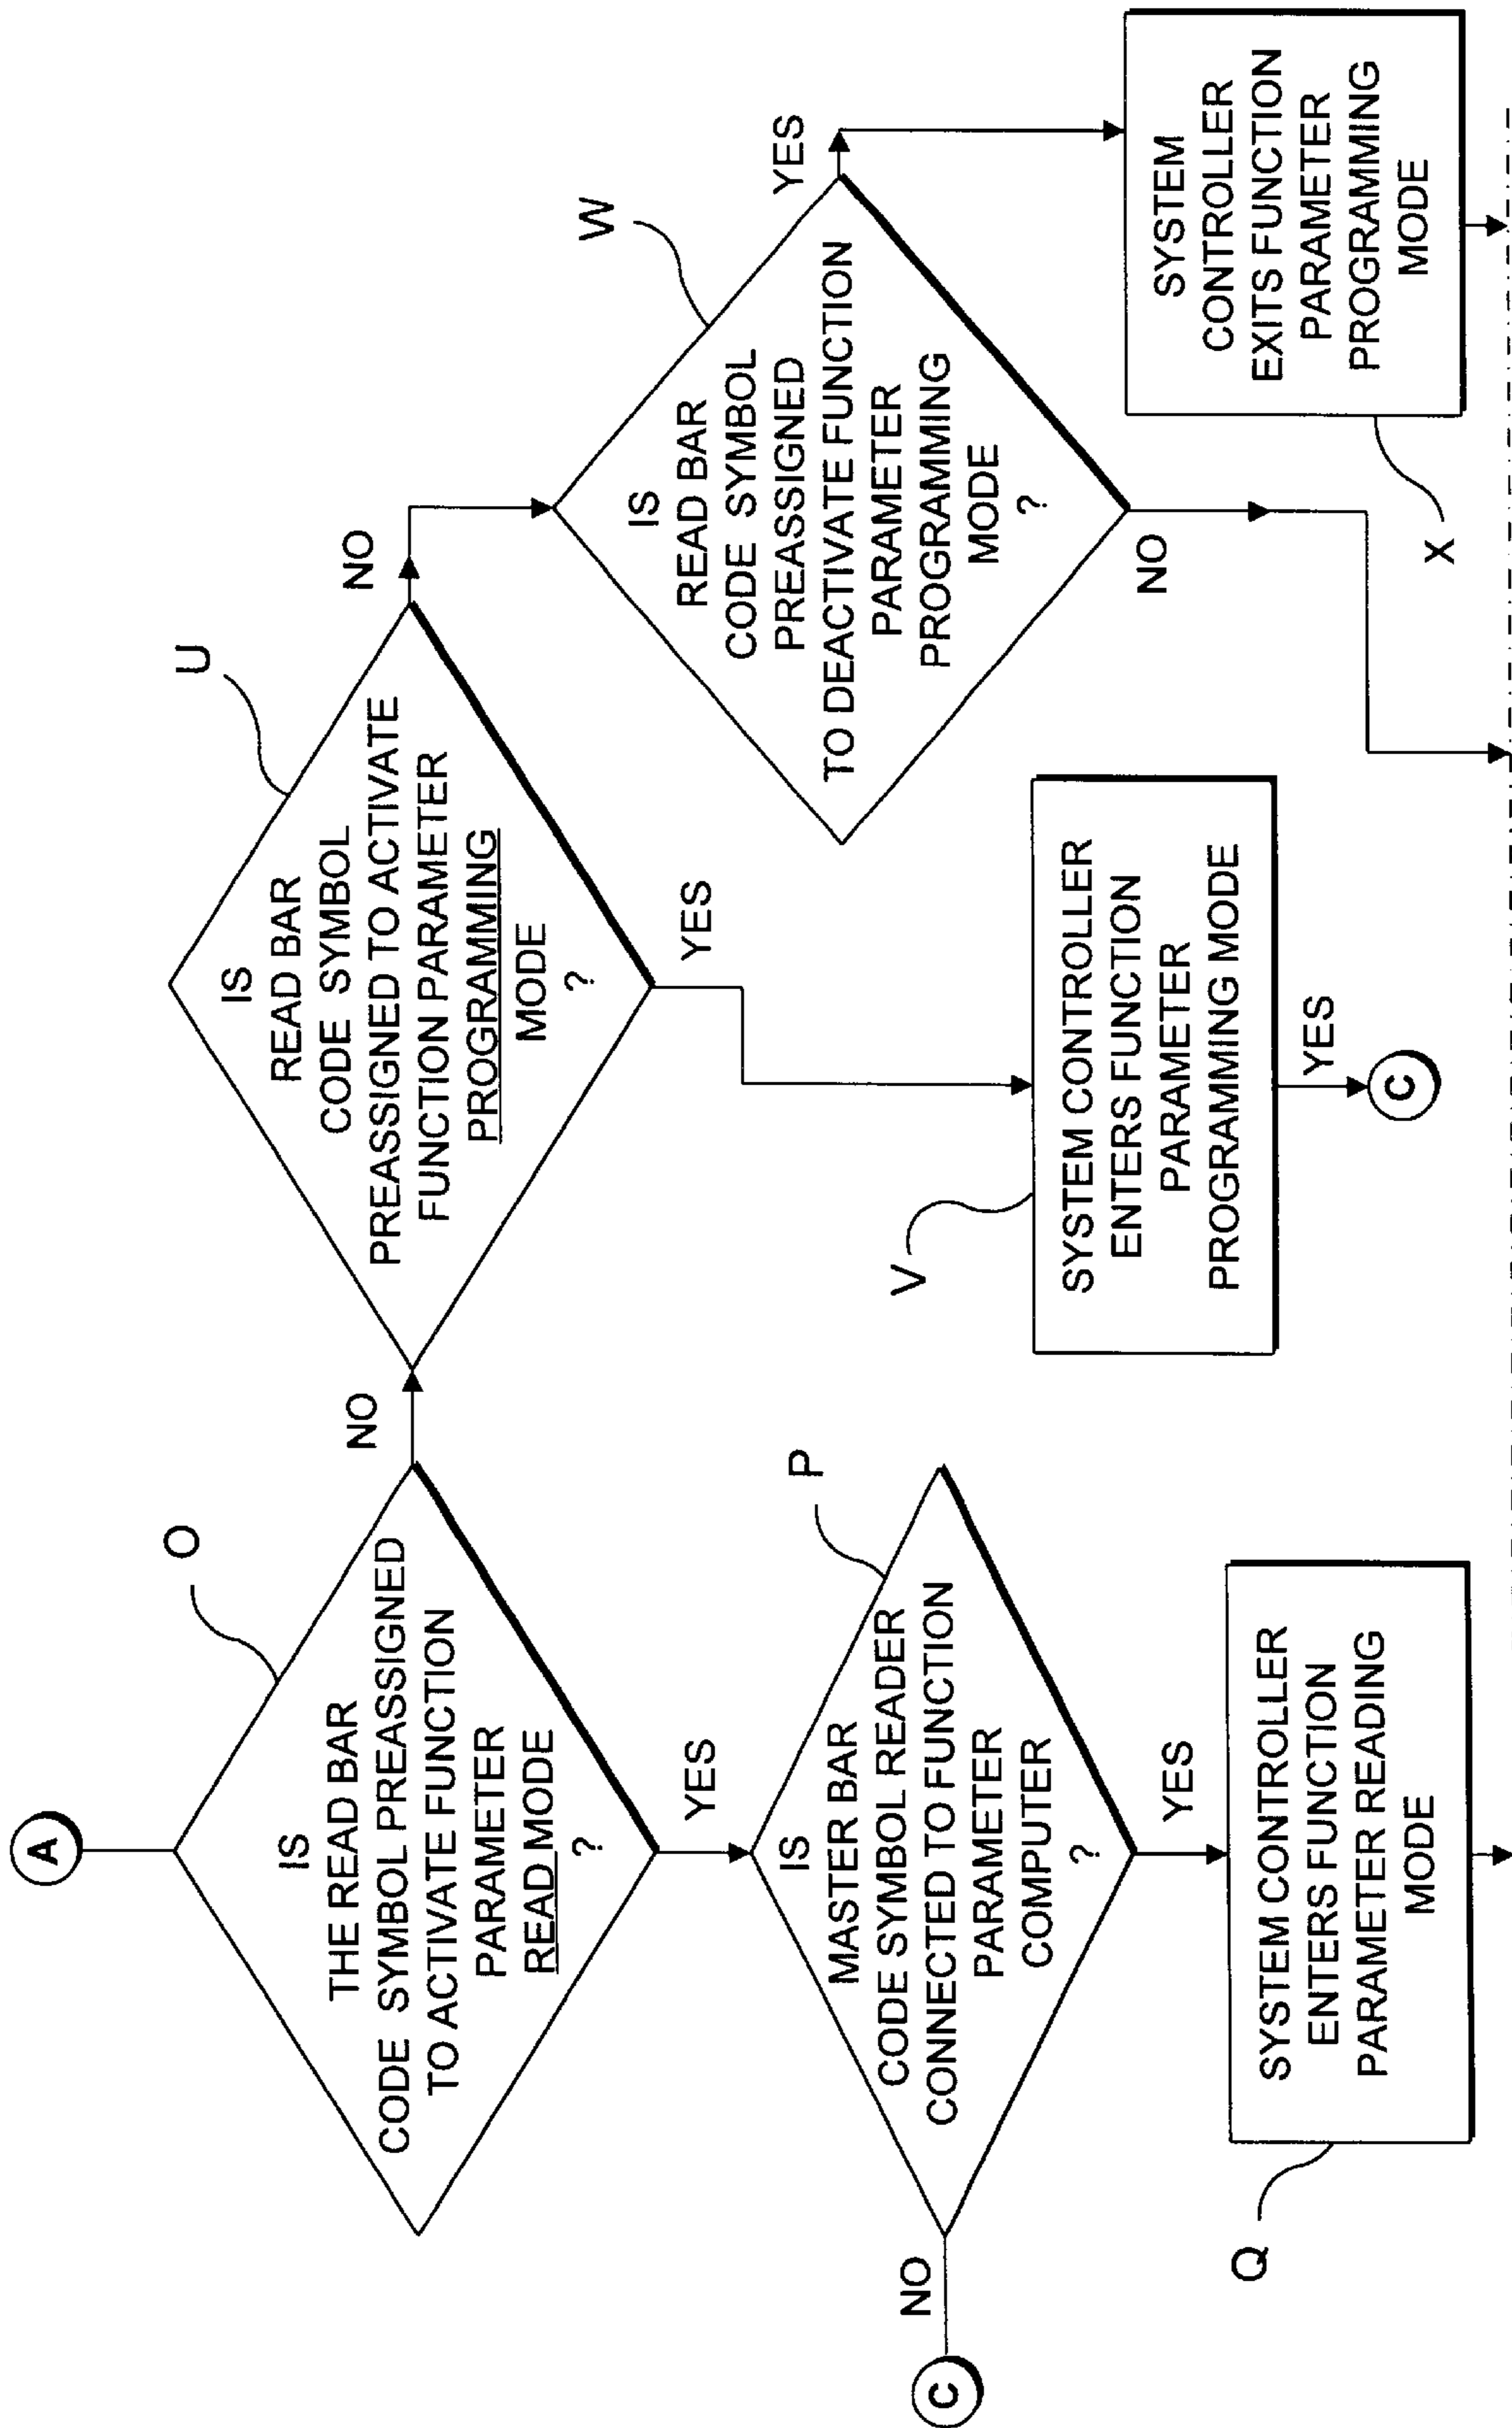 A
O
IS
THE READ BAR
CODE SYMBOL PREASSIGNED
TO ACTIVATE FUNCTION
PARAMETER
READ MODE
?
NO
YES
U
IS
READ BAR
CODE SYMBOL
PREASSIGNED TO ACTIVATE
FUNCTION PARAMETER
PROGRAMMING
MODE
?
NO
YES
W
IS
READ BAR
CODE SYMBOL
PREASSIGNED
TO DEACTIVATE FUNCTION
PARAMETER
PROGRAMMING
MODE
?
YES
NO
P
IS
MASTER BAR
CODE SYMBOL READER
CONNECTED TO FUNCTION
PARAMETER
COMPUTER
?
NO
C
YES
V
SYSTEM CONTROLLER
ENTERS FUNCTION
PARAMETER
PROGRAMMING MODE
YES
C
SYSTEM
CONTROLLER
EXITS FUNCTION
PARAMETER
PROGRAMMING
MODE
X
Q
SYSTEM CONTROLLER
ENTERS FUNCTION
PARAMETER READING
MODE